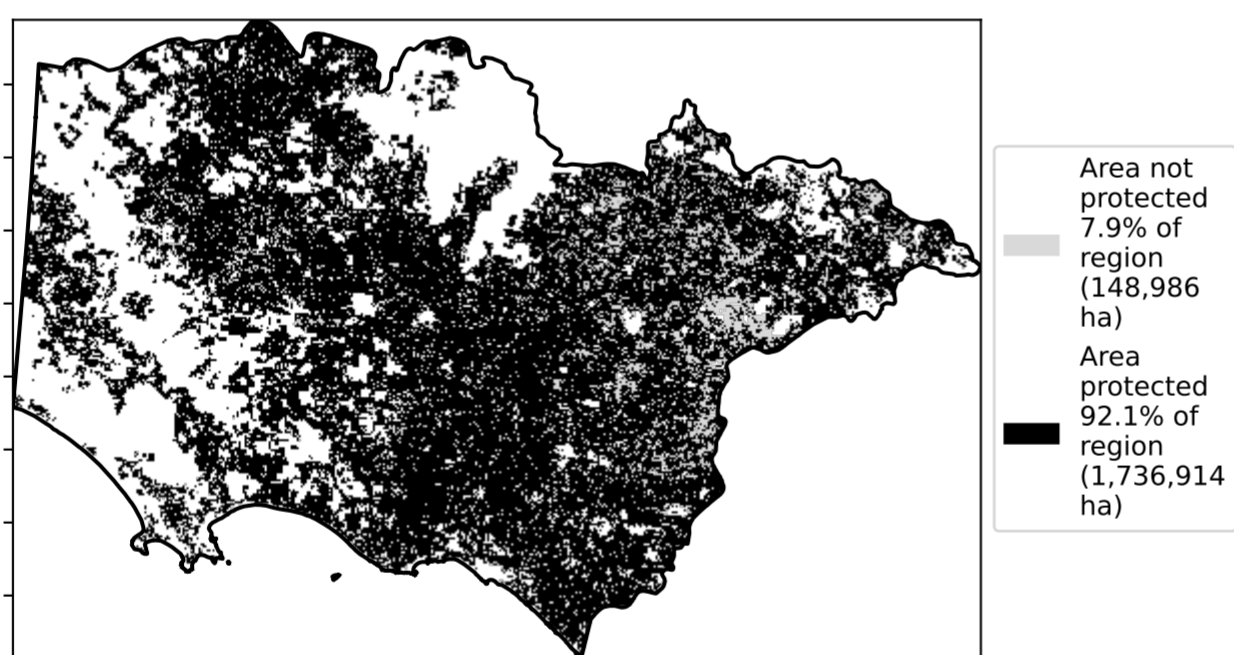 Area not
protected
7.9% of
region
(148,986
ha)
Area
protected
92.1% of
region
(1,736,914
ha)